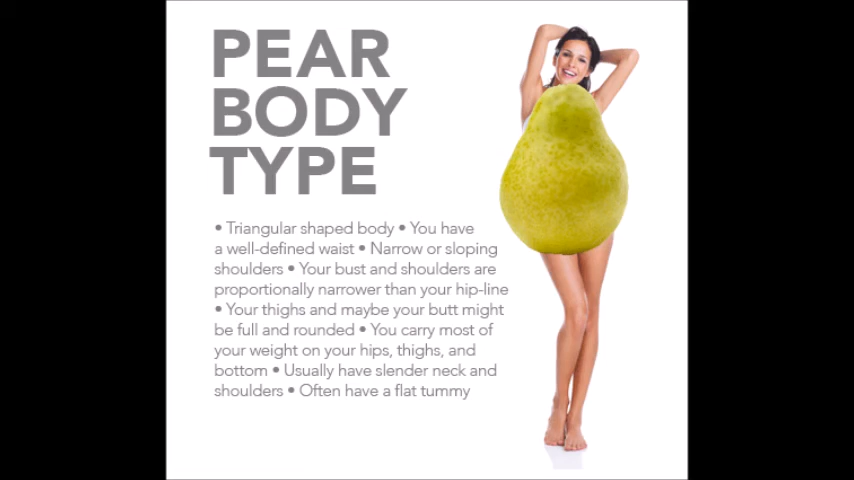 PEAR
BODY
TYPE
• Triangular shaped body • You have
a well-defined waist • Narrow or sloping
shoulders • Your bust and shoulders are
proportionally narrower than your hip-line
• Your thighs and maybe your butt might
be full and rounded • You carry most of
your weight on your hips, thighs, and
bottom • Usually have slender neck and
shoulders • Often have a flat tummy